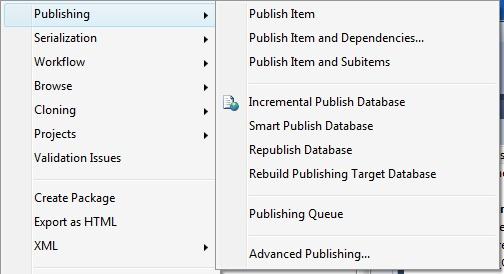 Publishing
Serialization
Workflow
Browse
Cloning
Projects
Validation Issues
Create Package
Export as HTML
XML
Publish Item
Publish Item and Dependencies...
Publish Item and Subitems
Incremental Publish Database
Smart Publish Database
Republish Database
Rebuild Publishing Target Database
Publishing Queue
Advanced Publishing...